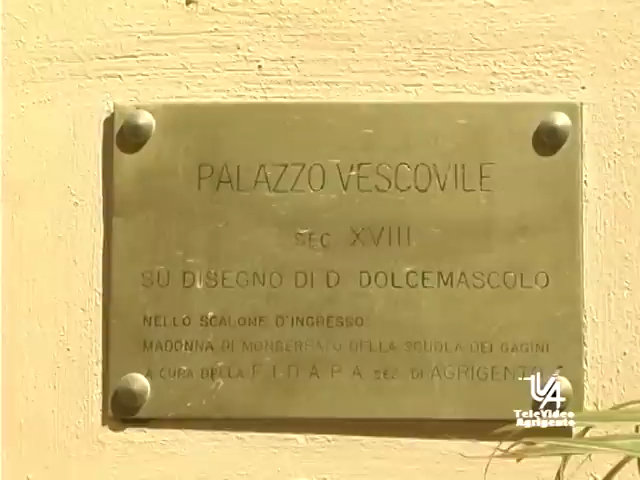 PALAZZO VESCOVILE
SEC XVIII
SU DISEGNO DI D DOLCEMASCOLO
NELLO SCALONE D'INGRESSO
MADONNA DI MONSERRATO DELLA SCUOLA DEI GAGINI
A CURA DELLA F.I.D.A.P.A SEZ. DI AGRIGENTO
TVA
TeleVideo
Agrigento